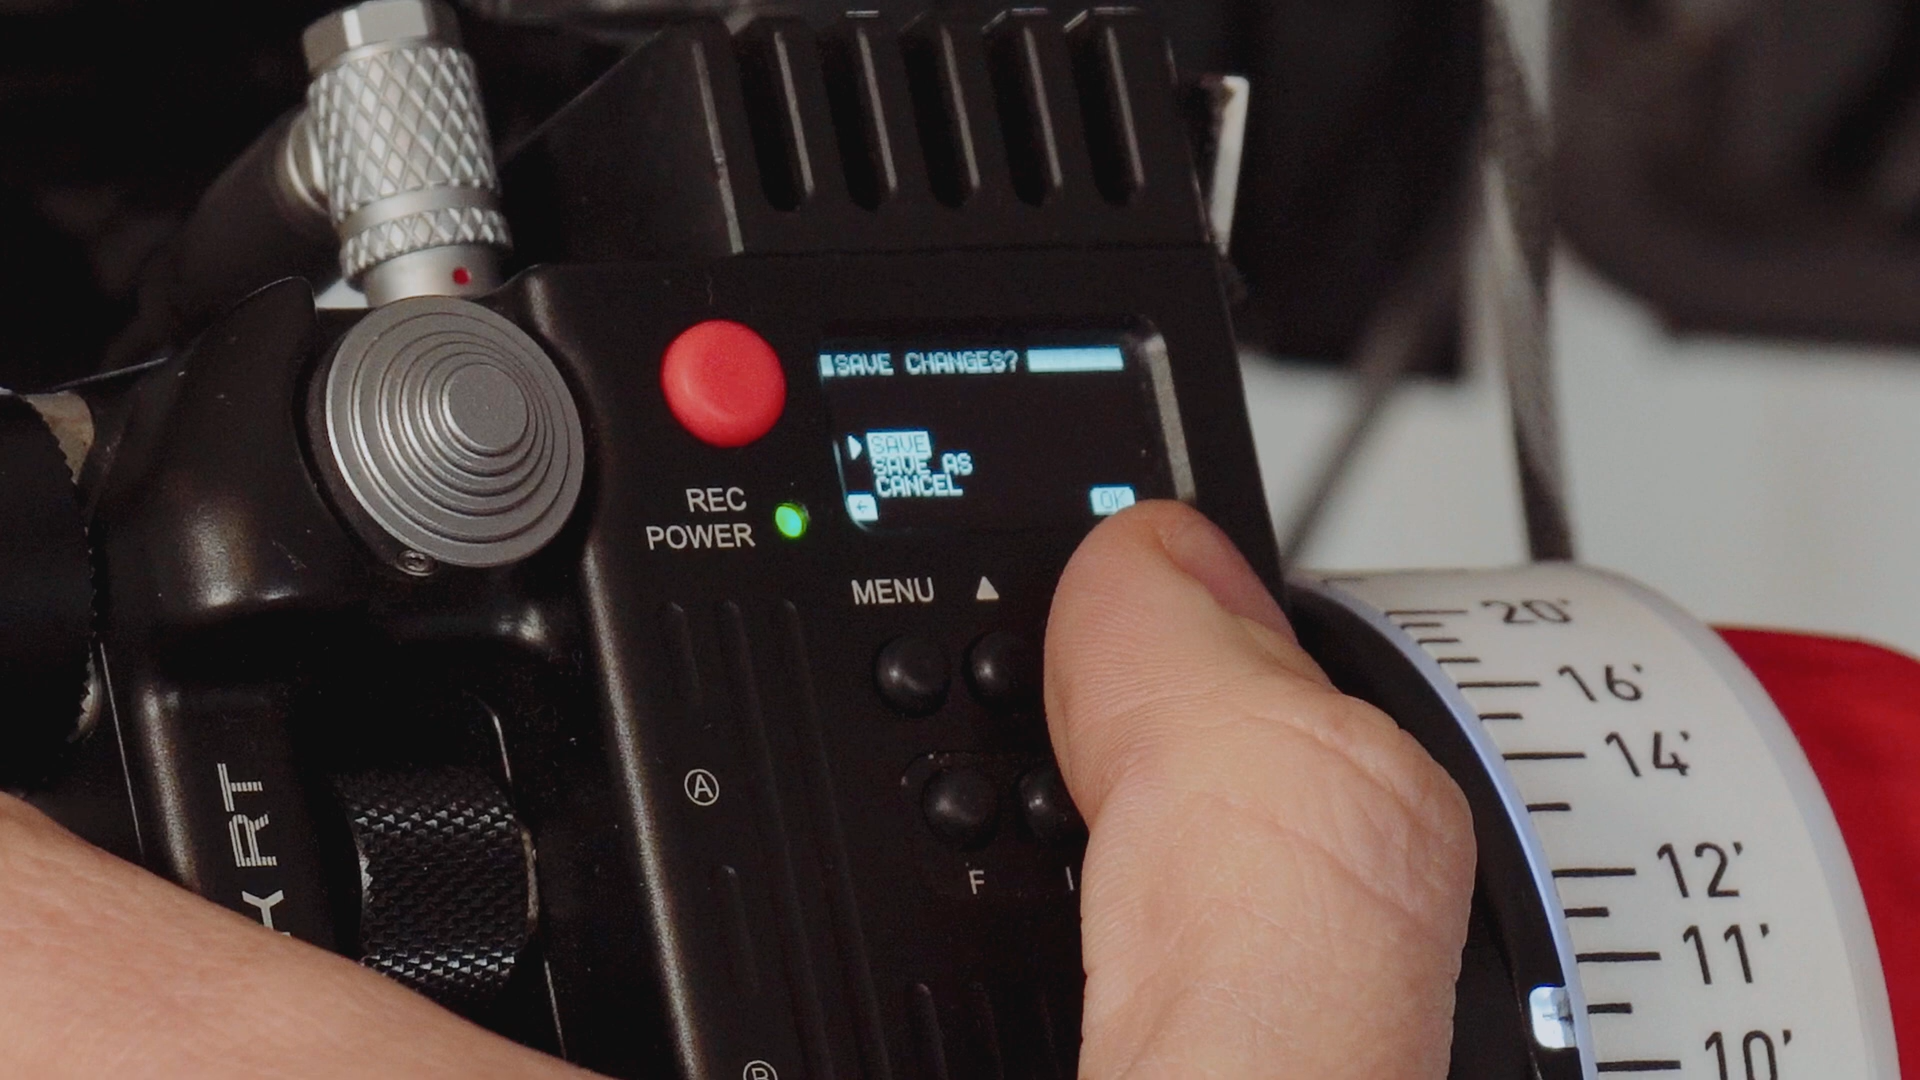 SAVE CHANGES?
SAVE
SAVE AS
CANCEL
←
OK
REC
POWER
MENU ▲
A
F
B
RT
20'
16'
14'
12'
11'
10'